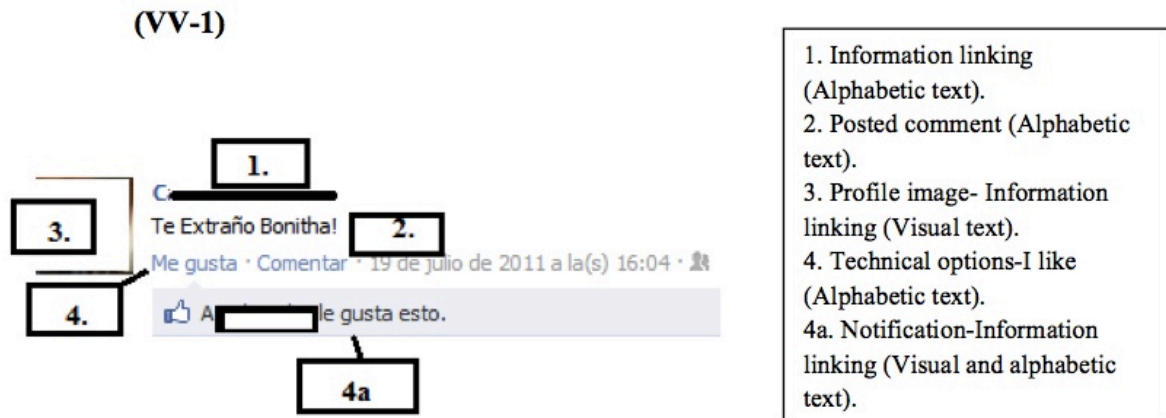 (VV-1)
1.
3.
Te Extraño Bonitha!
2.
Me gusta · Comentar · 19 de julio de 2011 a la(s) 16:04 ·
4.
A le gusta esto.
4a
1. Information linking
(Alphabetic text).
2. Posted comment (Alphabetic
text).
3. Profile image- Information
linking (Visual text).
4. Technical options-I like
(Alphabetic text).
4a. Notification-Information
linking (Visual and alphabetic
text).